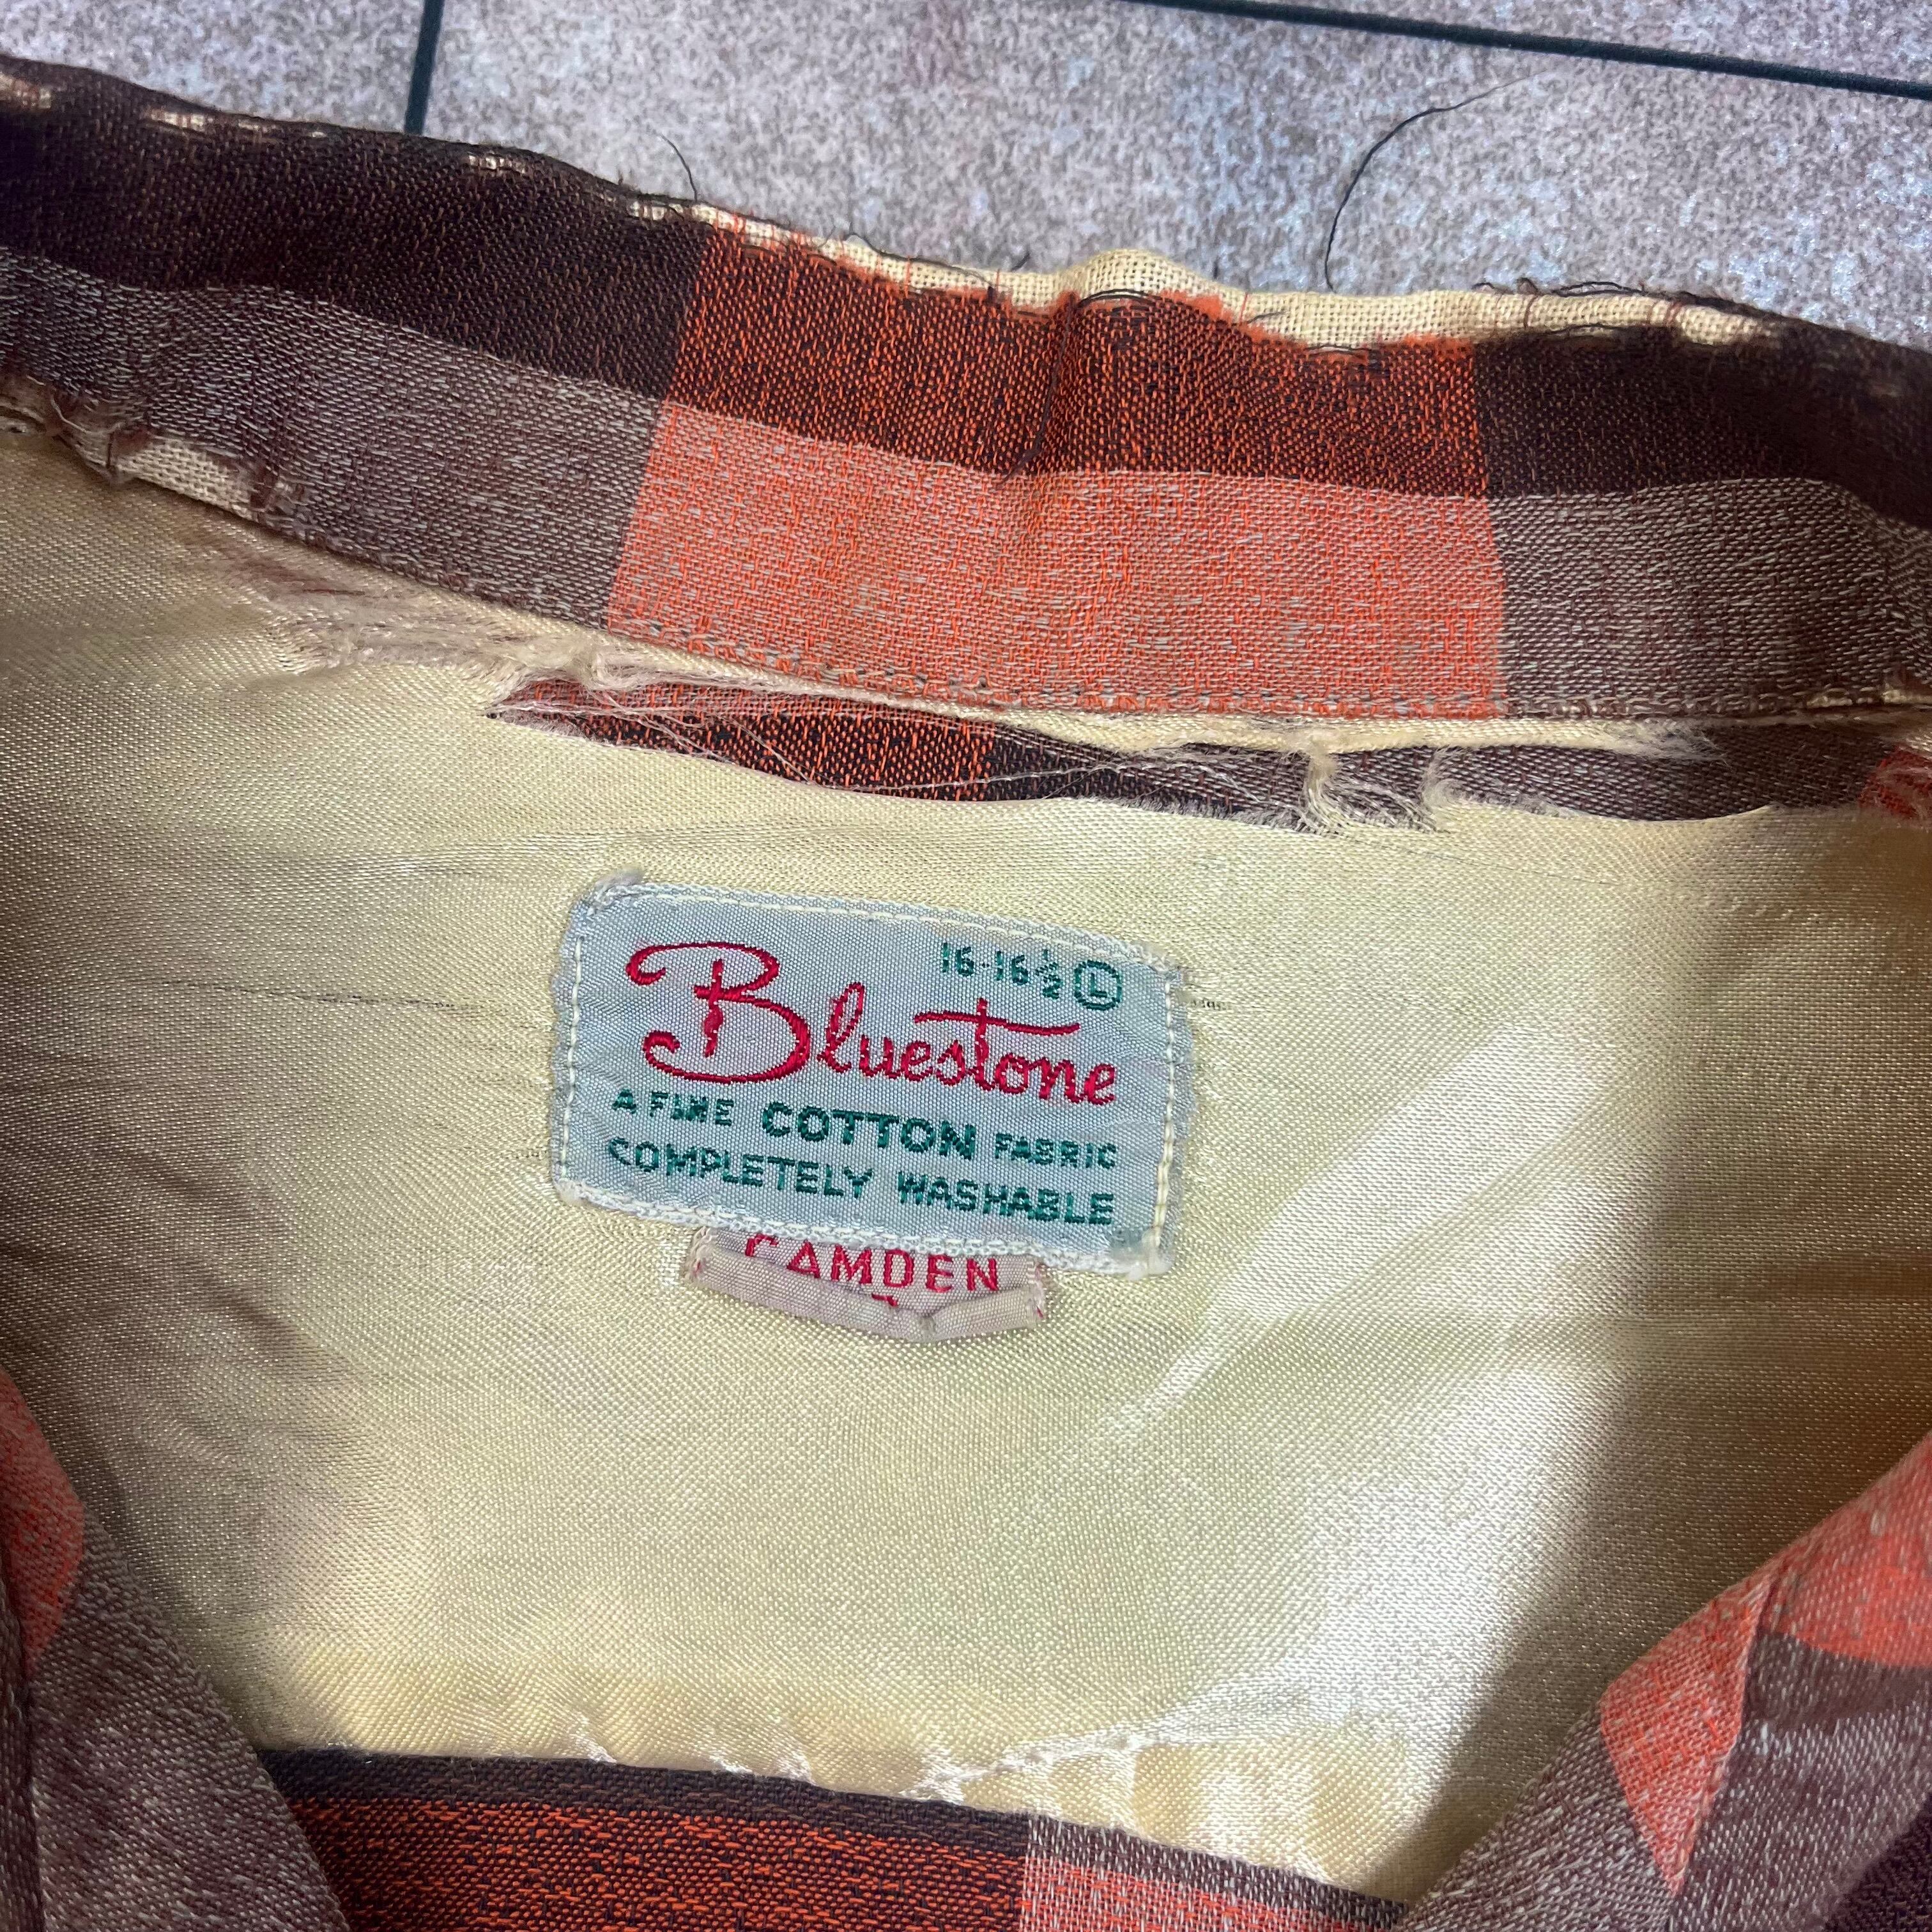 16-16½ L
Bluestone
A FINE COTTON FABRIC
COMPLETELY WASHABLE
CAMDEN